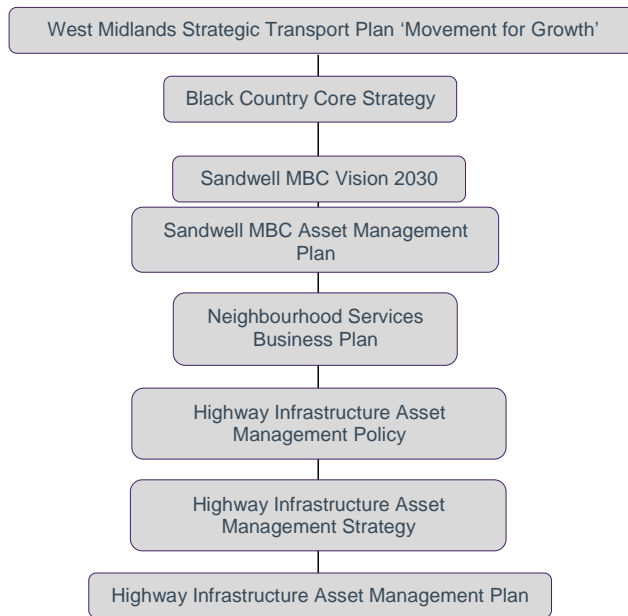 West Midlands Strategic Transport Plan ‘Movement for Growth’
Black Country Core Strategy
Sandwell MBC Vision 2030
Sandwell MBC Asset Management
Plan
Neighbourhood Services
Business Plan
Highway Infrastructure Asset
Management Policy
Highway Infrastructure Asset
Management Strategy
Highway Infrastructure Asset Management Plan